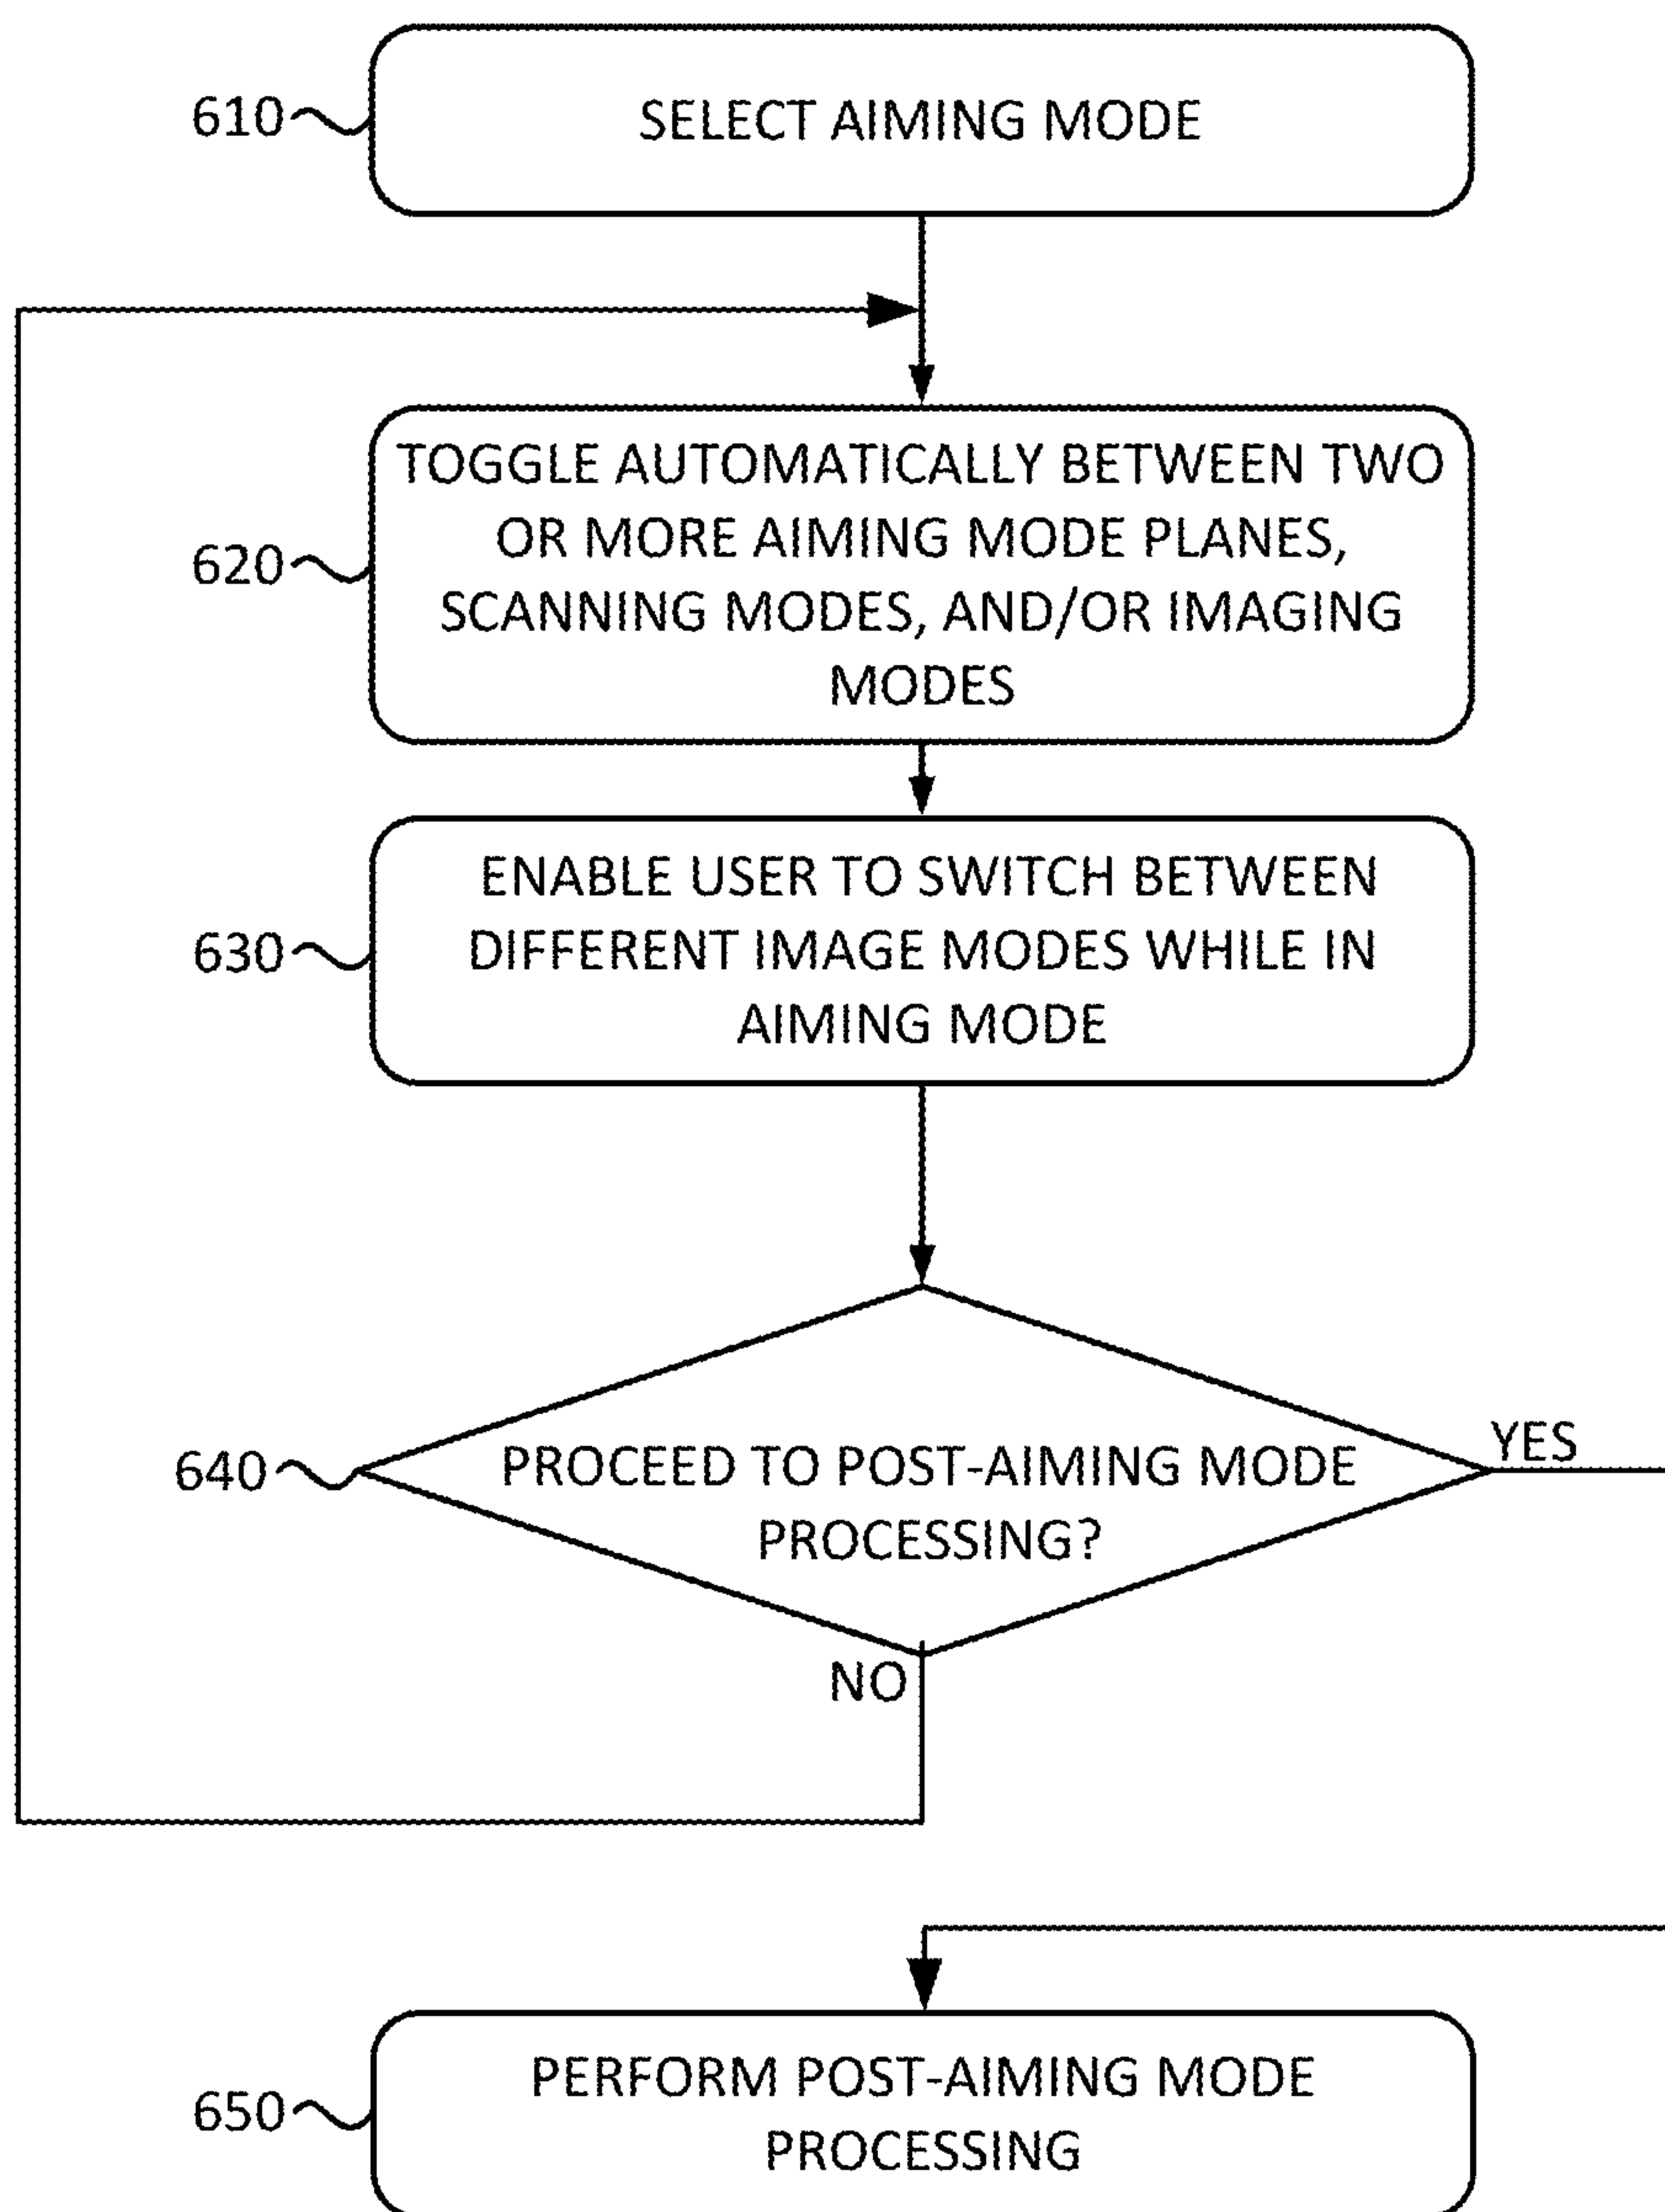 610
SELECT AIMING MODE
620
TOGGLE AUTOMATICALLY BETWEEN TWO
OR MORE AIMING MODE PLANES,
SCANNING MODES, AND/OR IMAGING
MODES
630
ENABLE USER TO SWITCH BETWEEN
DIFFERENT IMAGE MODES WHILE IN
AIMING MODE
640
PROCEED TO POST-AIMING MODE
PROCESSING?
YES
NO
650
PERFORM POST-AIMING MODE
PROCESSING